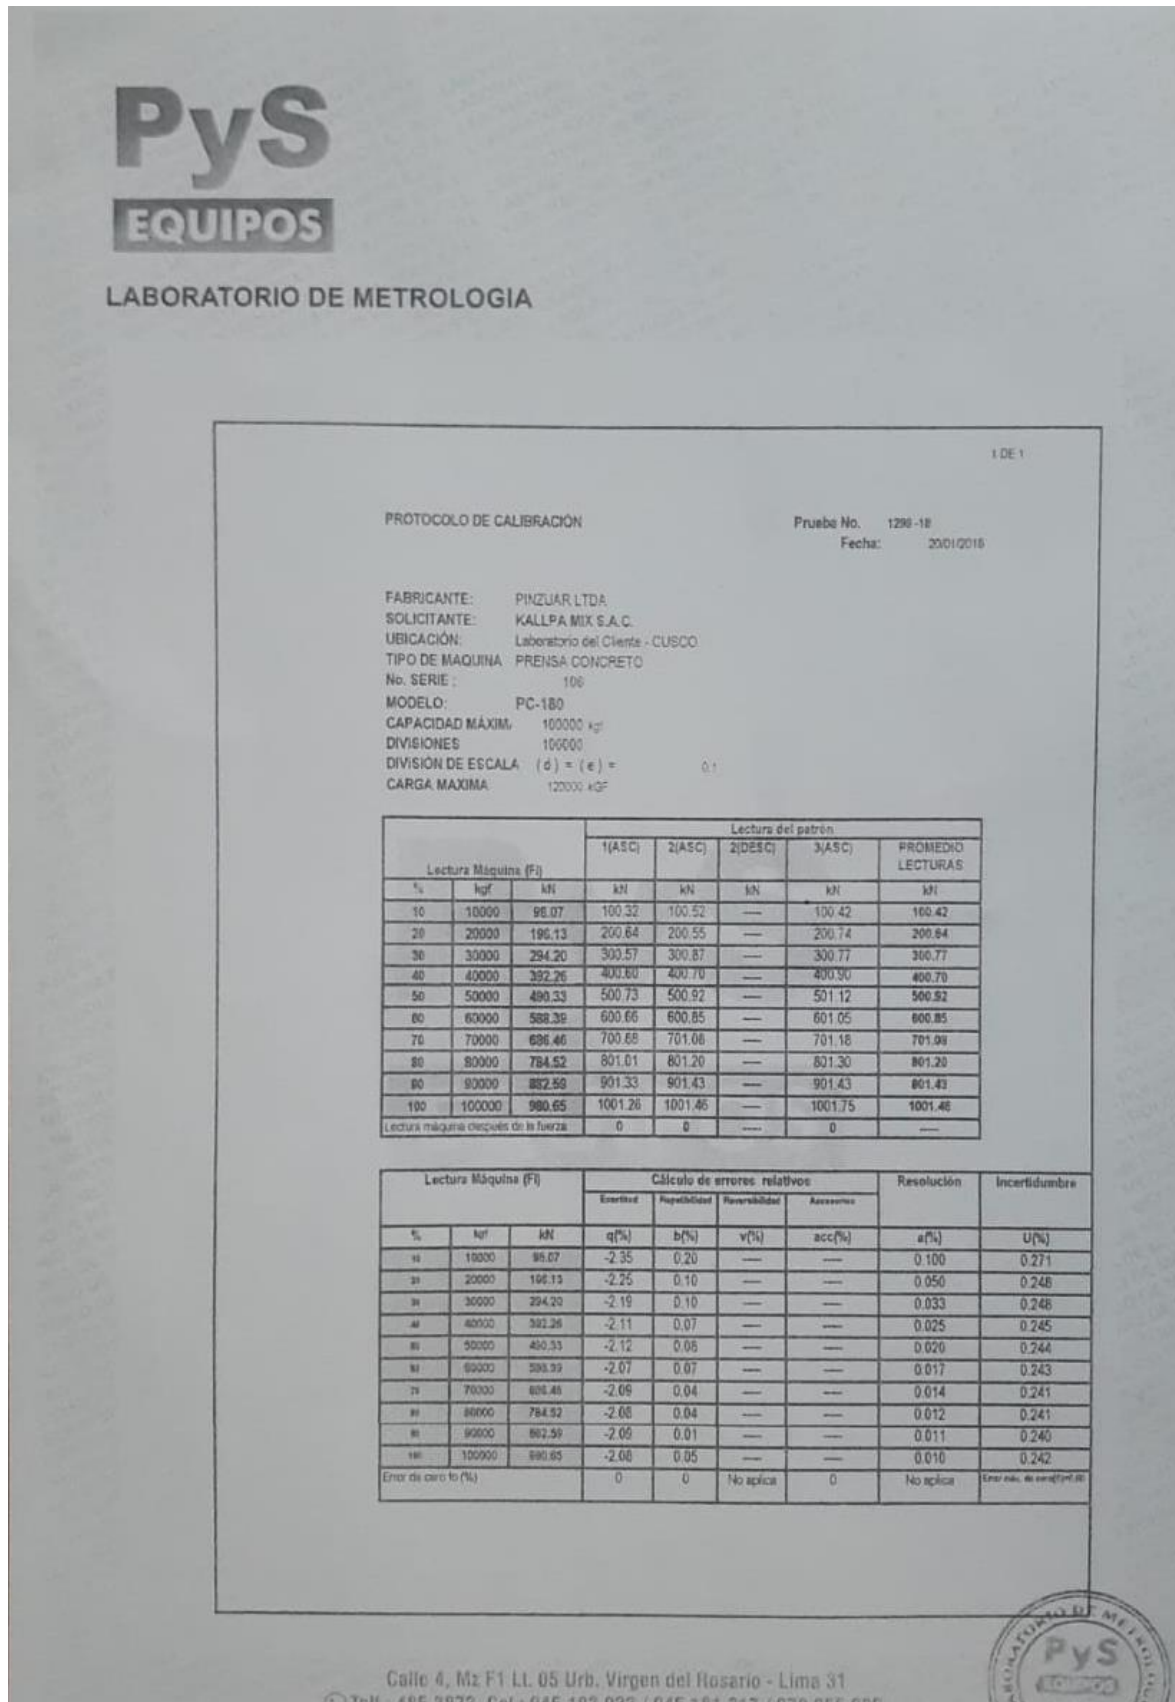 PyS
EQUIPOS
LABORATORIO DE METROLOGIA
1 DE 1
PROTOCOLO DE CALIBRACIÓN Prueba No. 1298-18
Fecha: 20/01/2018
FABRICANTE: PINZUAR LTDA
SOLICITANTE: KALLPA MIX S.A.C.
UBICACIÓN: Laboratorio del Cliente - CUSCO
TIPO DE MAQUINA PRENSA CONCRETO
No. SERIE : 106
MODELO: PC-180
CAPACIDAD MÁXIM 100000 kgf
DIVISIONES 100000
DIVISIÓN DE ESCALA ( d ) = ( e ) = 0.1
CARGA MAXIMA 120000 kGF
Lectura Máquina (Fi) Lectura del patrón
1(ASC) 2(ASC) 2(DESC) 3(ASC) PROMEDIO LECTURAS
% kgf kN kN kN kN kN kN
10 10000 98.07 100.32 100.52 ---- 100.42 100.42
20 20000 196.13 200.64 200.55 ---- 200.74 200.64
30 30000 294.20 300.57 300.87 ---- 300.77 300.77
40 40000 392.26 400.60 400.70 ---- 400.90 400.70
50 50000 490.33 500.73 500.92 ---- 501.12 500.92
60 60000 588.39 600.66 600.85 ---- 601.05 600.85
70 70000 686.46 700.68 701.08 ---- 701.18 701.08
80 80000 784.52 801.01 801.20 ---- 801.30 801.20
90 90000 882.59 901.33 901.43 ---- 901.43 901.43
100 100000 980.65 1001.26 1001.46 ---- 1001.75 1001.46
Lectura máquina después de la fuerza 0 0 ---- 0 ----
Lectura Máquina (Fi) Cálculo de errores relativos Resolución Incertidumbre
Exactitud Repetibilidad Reversibilidad Accesorios
% kgf kN q(%) b(%) v(%) acc(%) a(%) U(%)
10 10000 98.07 -2.35 0.20 ---- ---- 0.100 0.271
20 20000 196.13 -2.25 0.10 ---- ---- 0.050 0.248
30 30000 294.20 -2.19 0.10 ---- ---- 0.033 0.248
40 40000 392.26 -2.11 0.07 ---- ---- 0.025 0.245
50 50000 490.33 -2.12 0.08 ---- ---- 0.020 0.244
60 60000 588.39 -2.07 0.07 ---- ---- 0.017 0.243
70 70000 686.46 -2.09 0.04 ---- ---- 0.014 0.241
80 80000 784.52 -2.08 0.04 ---- ---- 0.012 0.241
90 90000 882.59 -2.09 0.01 ---- ---- 0.011 0.240
100 100000 980.65 -2.08 0.05 ---- ---- 0.010 0.242
Error de cero fo (%) 0 0 No aplica 0 No aplica
PyS
EQUIPOS
Calle 4, Mz F1 Lt. 05 Urb. Virgen del Rosario - Lima 31